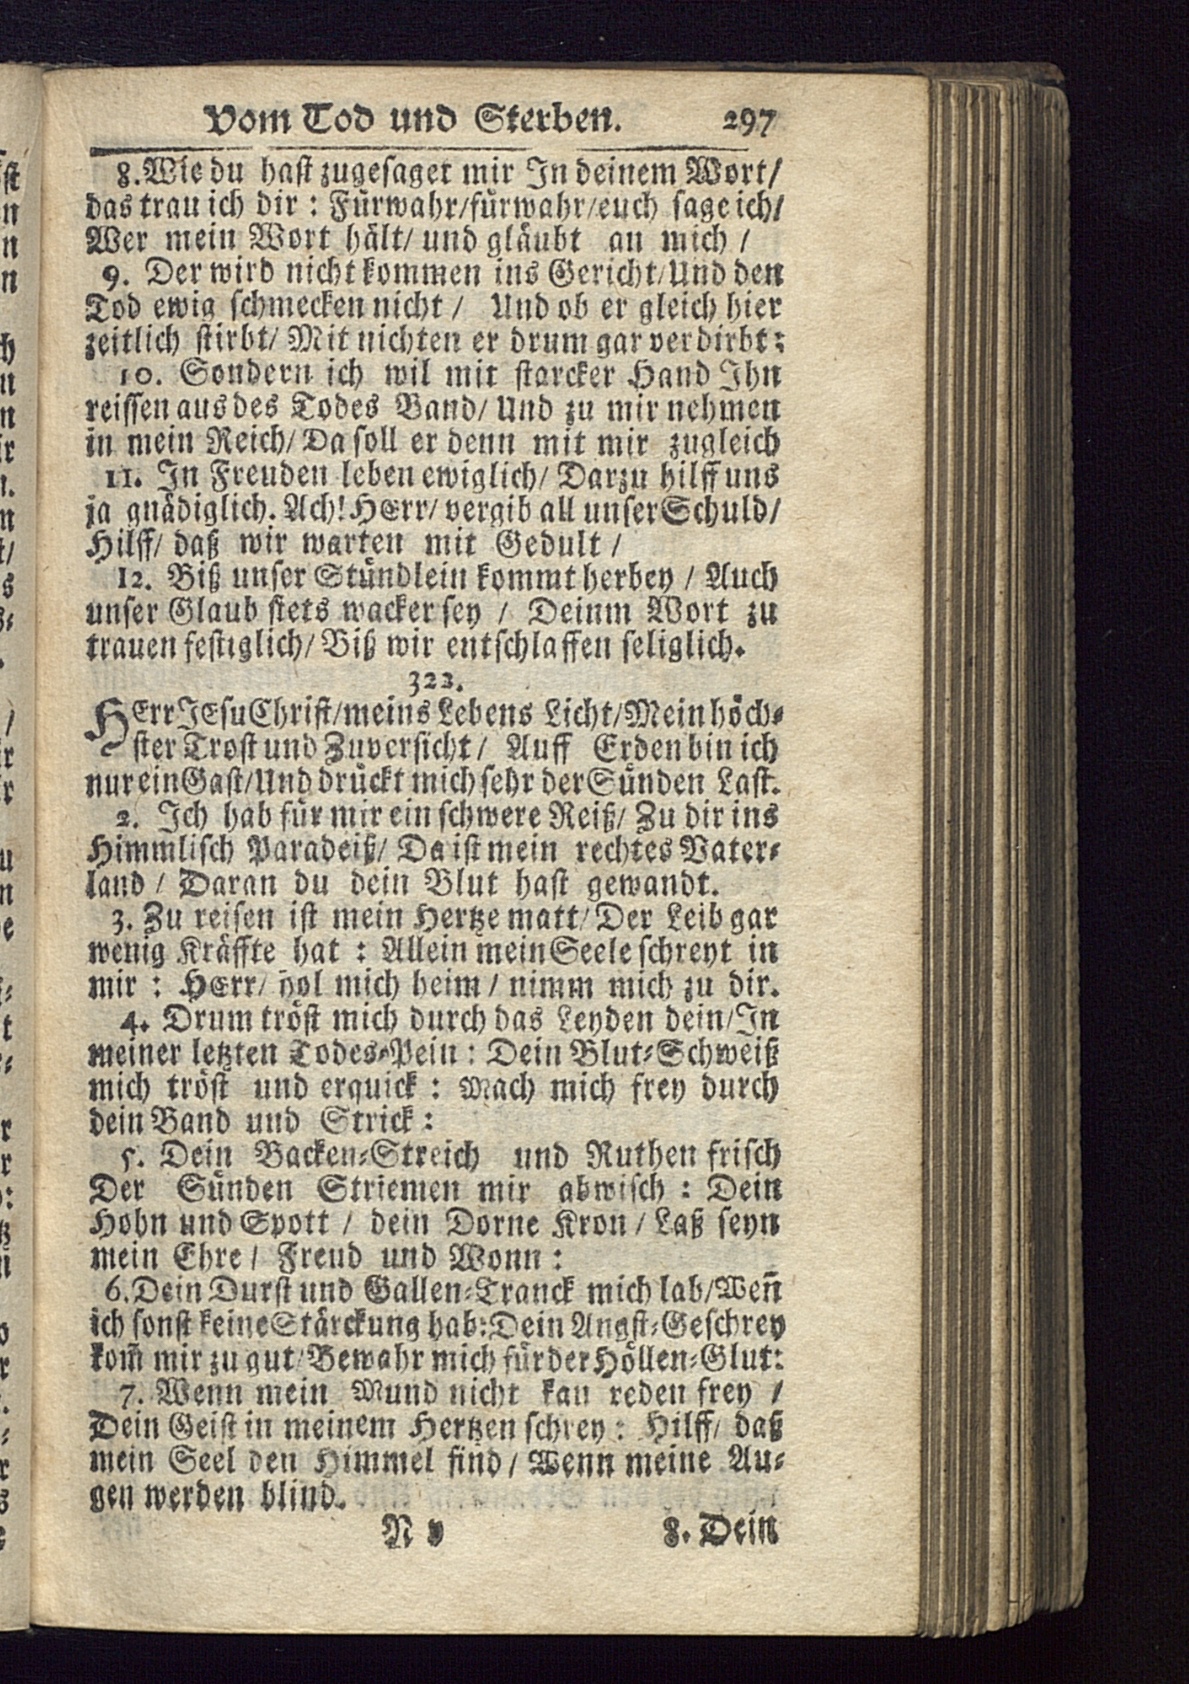 Vom Tod und Sterben. 297
8. Wie du hast zugesaget mir In deinem Wort/
das trau ich dir : Fürwahr/fürwahr/euch sage ich/
Wer mein Wort hält/ und gläubt an mich /
9. Der wird nicht kommen ins Gericht/Und den
Tod ewig schmecken nicht / Und ob er gleich hier
zeitlich stirbt/ Mit nichten er drum gar verdirbt:
10. Sondern ich wil mit starcker Hand Ihn
reissen aus des Todes Band/ Und zu mir nehmen
in mein Reich/ Da soll er denn mit mir zugleich
11. In Freuden leben ewiglich/ Darzu hilff uns
ja gnädiglich. Ach! HErr/ vergib all unser Schuld/
Hilff/ daß wir warten mit Gedult /
12. Biß unser Stündlein kommt herbey / Auch
unser Glaub stets wacker sey / Deinm Wort zu
trauen festiglich/ Biß wir entschlaffen seliglich.
322.
HErr JEsu Christ/meins Lebens Licht/Mein höch-
ster Trost und Zuversicht/ Auff Erden bin ich
nur ein Gast/Und drückt mich sehr der Sünden Last.
2. Ich hab für mir ein schwere Reiß/ Zu dir ins
Himmlisch Paradeiß/ Da ist mein rechtes Vater-
land / Daran du dein Blut hast gewandt.
3. Zu reisen ist mein Hertze matt/ Der Leib gar
wenig Kräffte hat : Allein mein Seele schreyt in
mir : HErr/ hol mich heim / nimm mich zu dir.
4. Drum tröst mich durch das Leyden dein/In
meiner letzten Todes-Pein : Dein Blut-Schweiß
mich tröst und erquick : Mach mich frey durch
dein Band und Strick :
5. Dein Backen-Streich und Ruthen frisch
Der Sünden Striemen mir abwisch : Dein
Hohn und Spott / dein Dorne Kron / Laß seyn
mein Ehre / Freud und Wonn :
6. Dein Durst und Gallen-Tranck mich lab/Weñ
ich sonst keine Stärckung hab: Dein Angst-Geschrey
kom̃ mir zu gut/ Bewahr mich für der Höllen-Glut:
7. Wenn mein Mund nicht kan reden frey /
Dein Geist in meinem Hertzen schrey : Hilff/ daß
mein Seel den Himmel find / Wenn meine Au-
gen werden blind.
N v 8. Dein